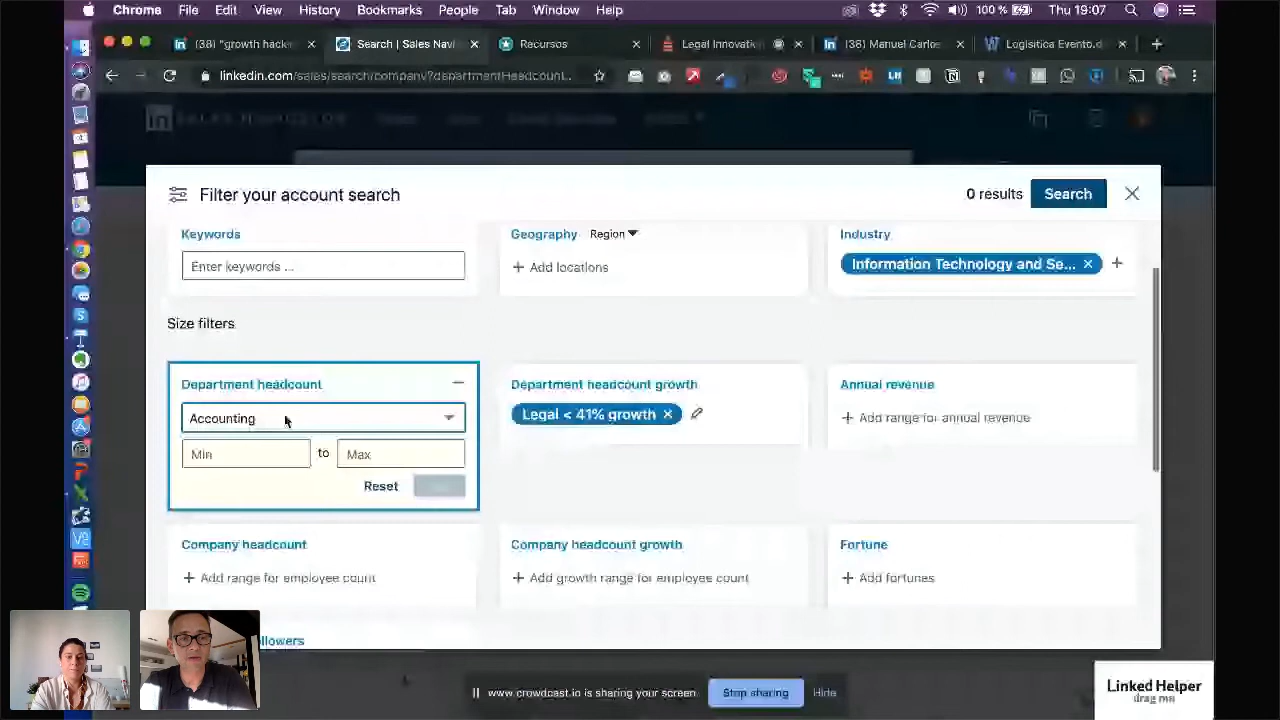 Chrome File Edit View History Bookmarks People Tab Window Help 100 % Thu 19:07
(38) "growth hacke Search | Sales Navi Recursos Legal Innovati (36) Manuel Carlos Logisitica Evento.d
linkedin.com/sales/search/company?departmentHeadcount...
Filter your account search 0 results Search
Keywords Geography Region Industry
Enter keywords ... + Add locations Information Technology and Se... × +
Size filters
Department headcount Department headcount growth Annual revenue
Accounting Legal < 41% growth × + Add range for annual revenue
Min to Max
Reset
Company headcount Company headcount growth Fortune
+ Add range for employee count + Add growth range for employee count + Add fortunes
ollowers
www.crowdcast.io is sharing your screen Stop sharing Hide
Linked Helper
drag me